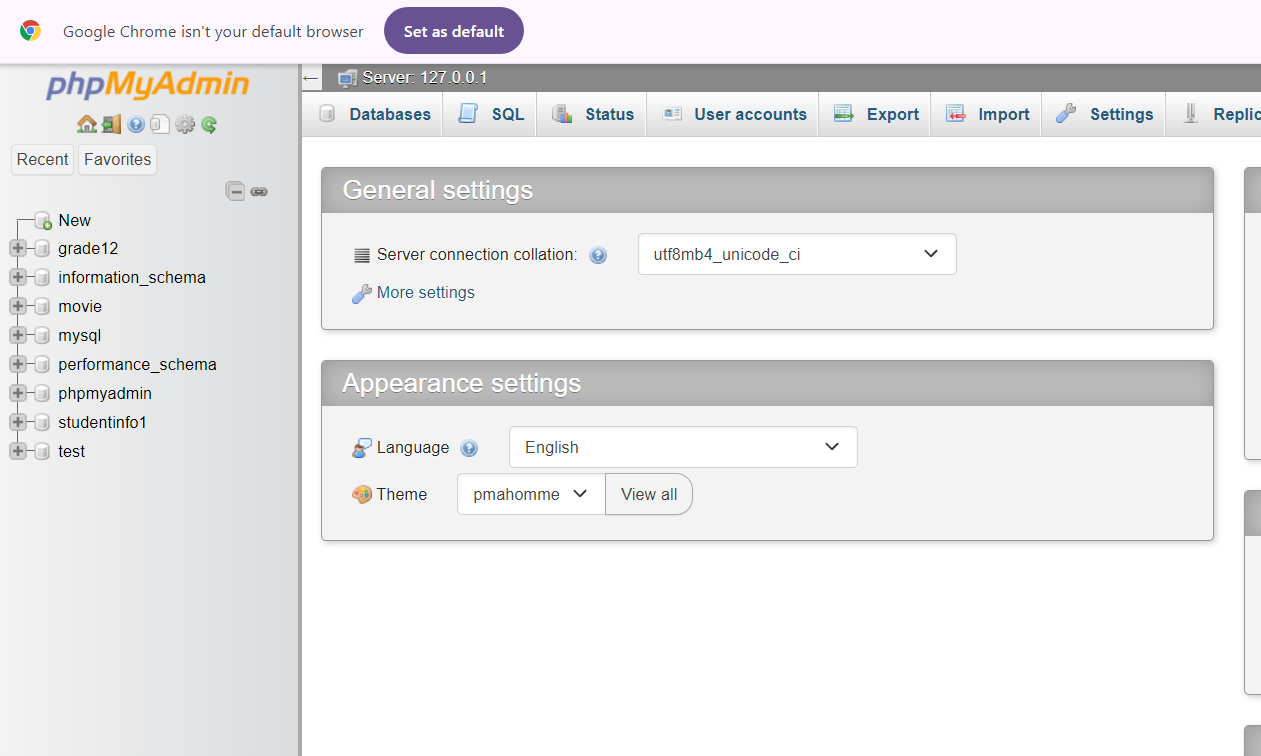 Google Chrome isn't your default browser
Set as default
phpMyAdmin
Recent
Favorites
New
grade12
information_schema
movie
mysql
performance_schema
phpmyadmin
studentinfo1
test
← Server: 127.0.0.1
Databases
SQL
Status
User accounts
Export
Import
Settings
Replic
General settings
Server connection collation:
utf8mb4_unicode_ci
More settings
Appearance settings
Language
English
Theme
pmahomme
View all